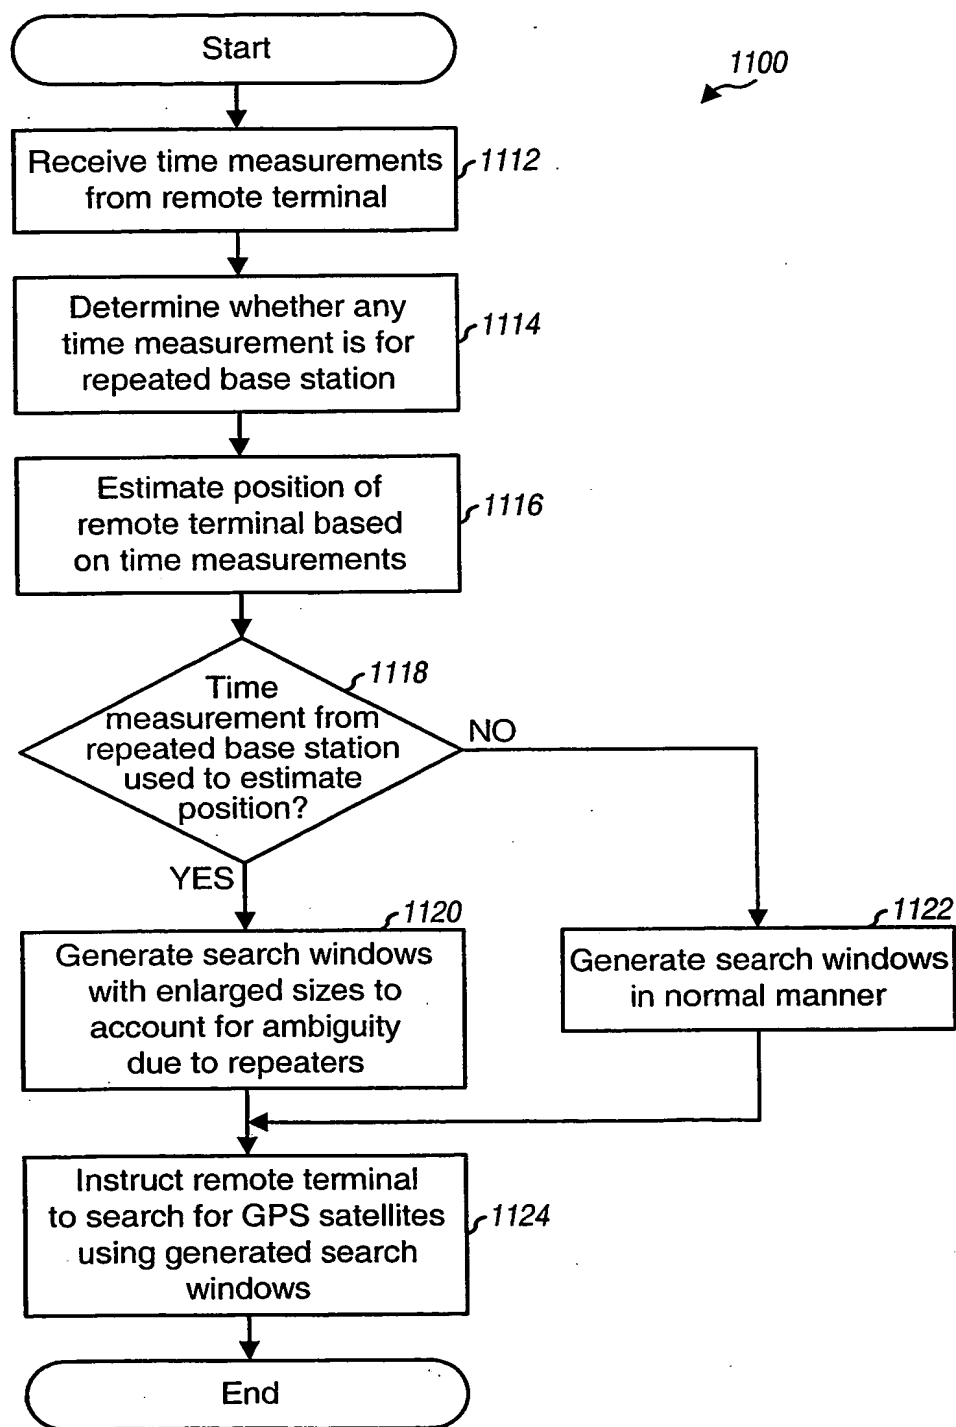 Start
1100
Receive time measurements
from remote terminal
1112
Determine whether any
time measurement is for
repeated base station
1114
Estimate position of
remote terminal based
on time measurements
1116
Time
measurement from
repeated base station
used to estimate
position?
1118
NO
YES
1120
Generate search windows
with enlarged sizes to
account for ambiguity
due to repeaters
1122
Generate search windows
in normal manner
Instruct remote terminal
to search for GPS satellites
using generated search
windows
1124
End